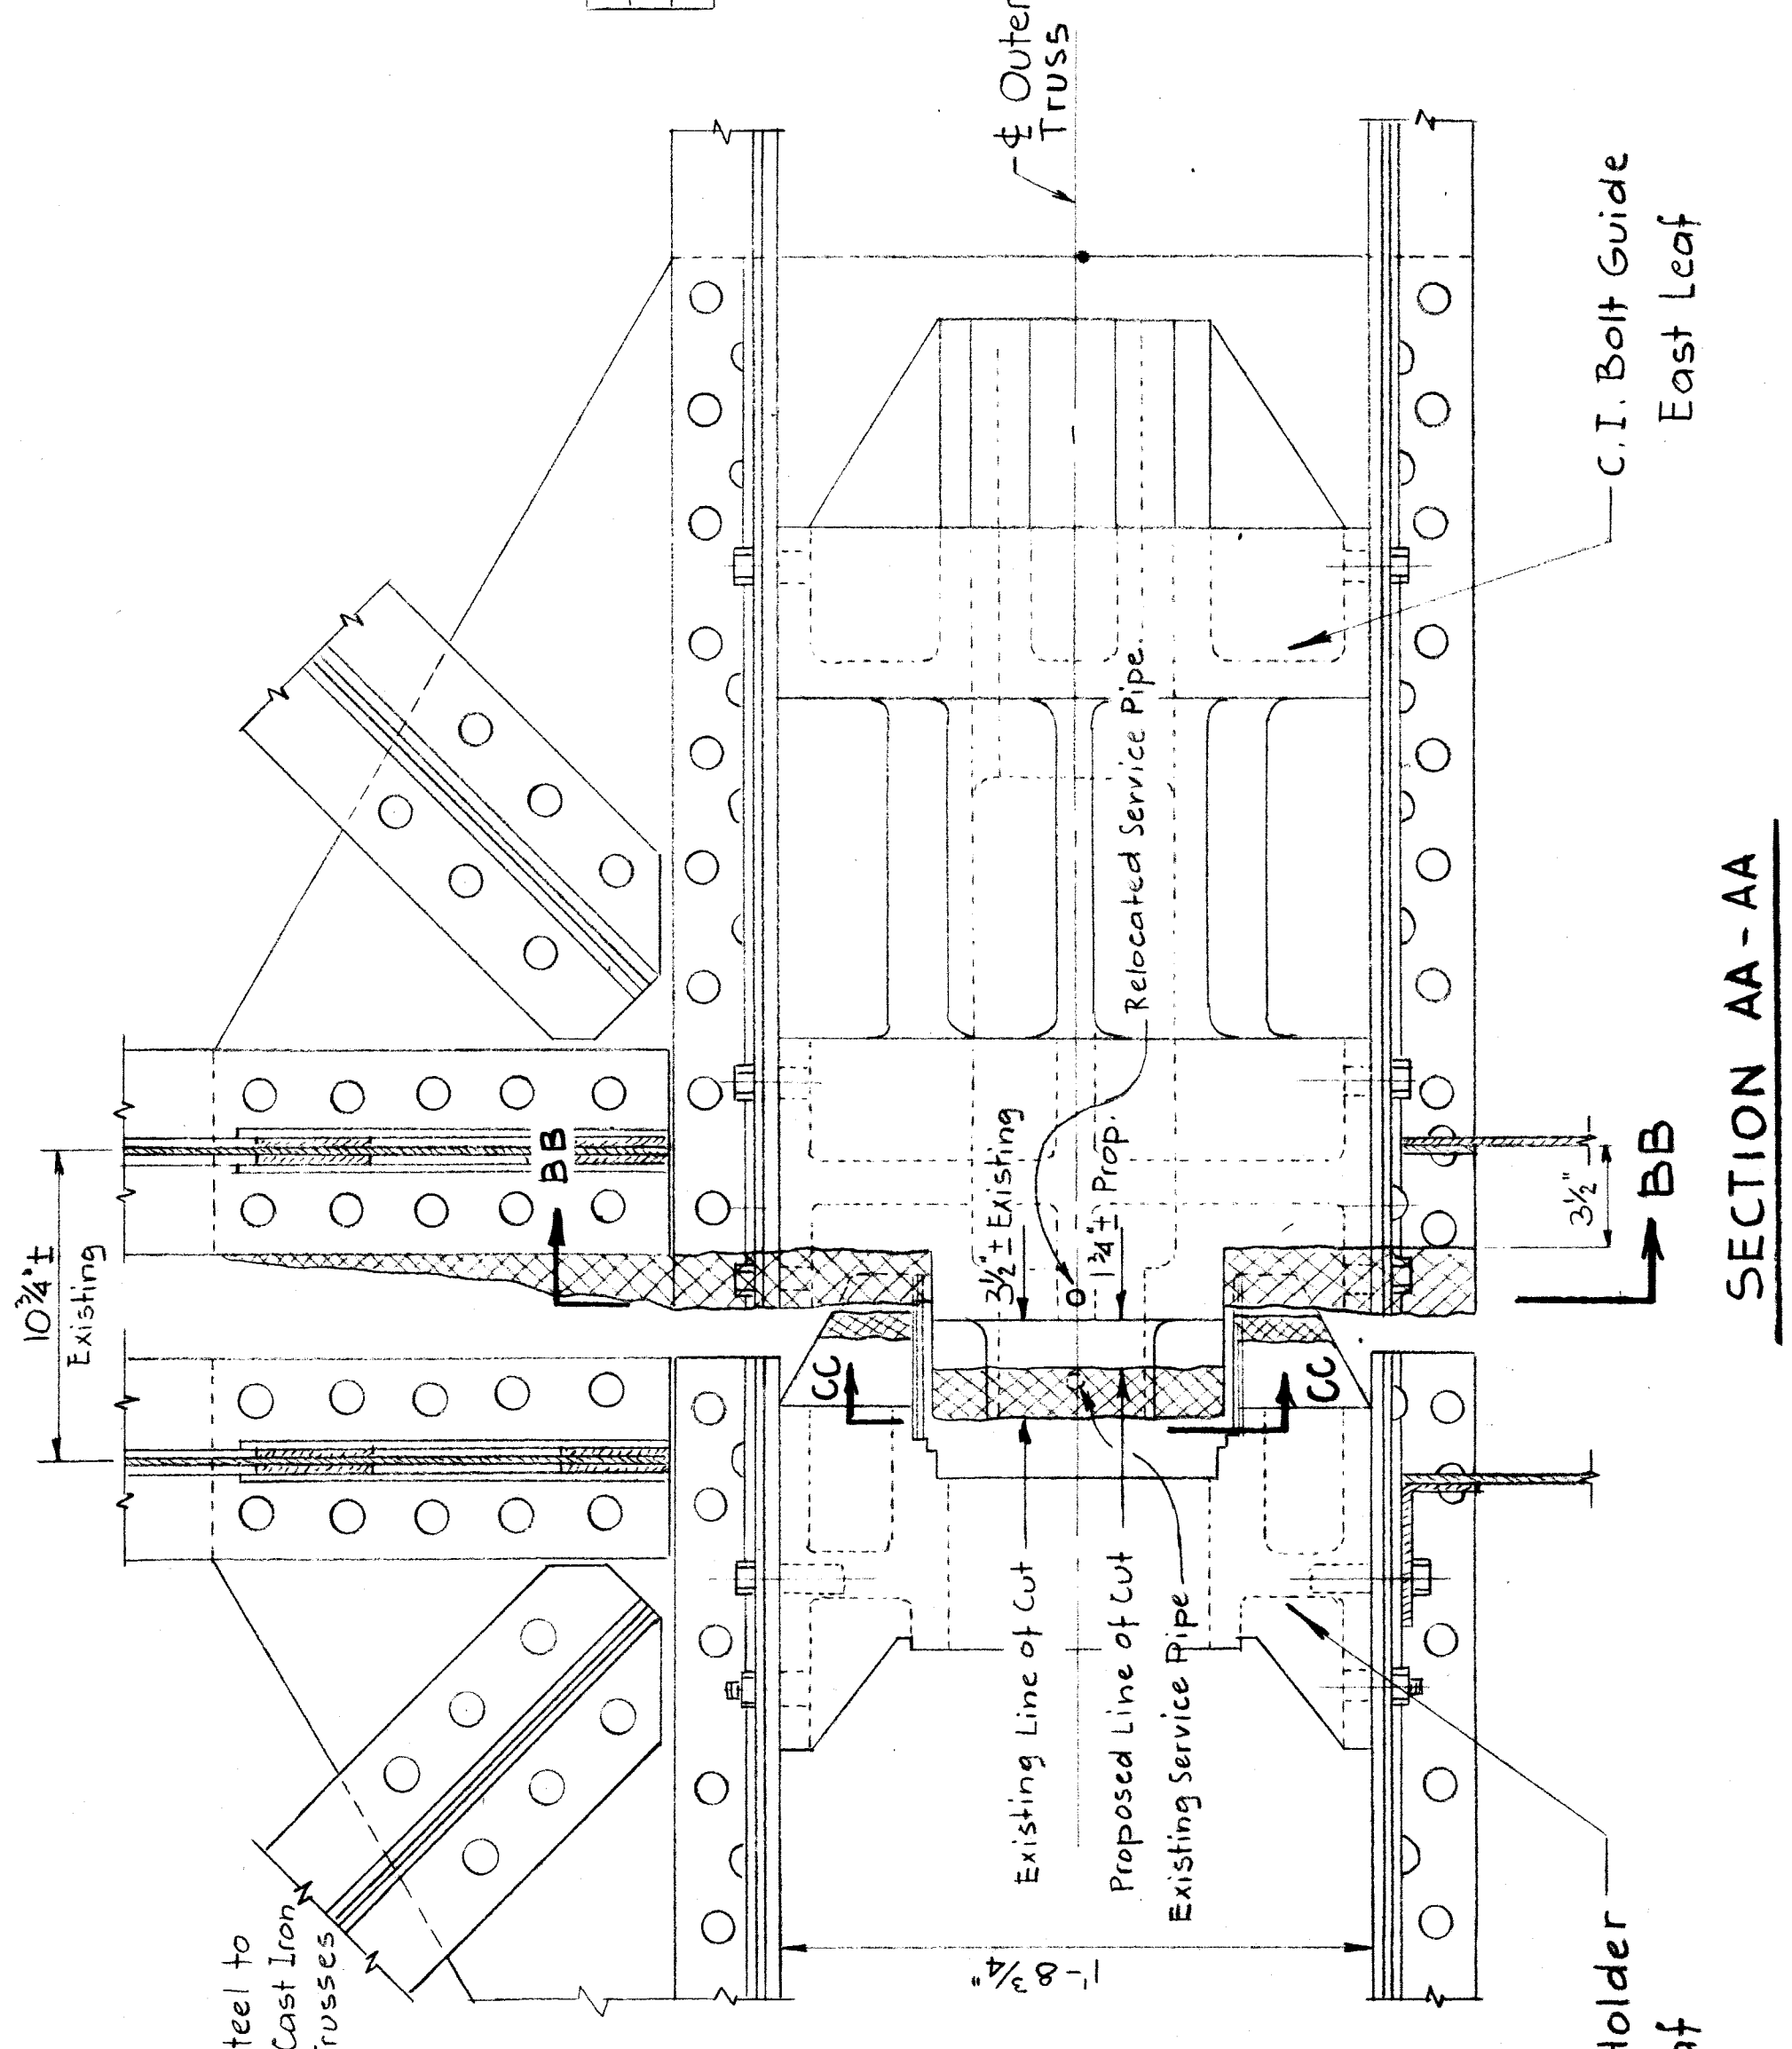 10¾"±
Existing
℄ Outer
Truss
C.I. Bolt Guide
East Leaf
Relocated Service Pipe.
3½"± Existing
1¾"± Prop.
BB
BB
3½"
CC
CC
Existing Line of Cut
Proposed Line of Cut
Existing Service Pipe
1'-8¾"
teel to
Cast Iron
russes
Holder
af
SECTION AA-AA